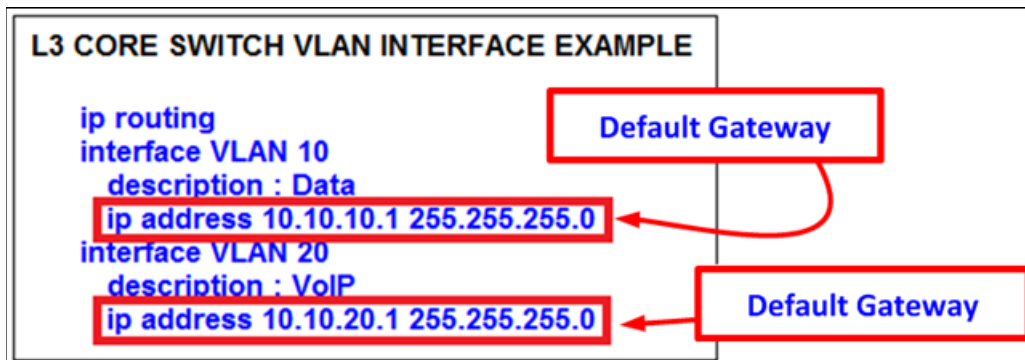 L3 CORE SWITCH VLAN INTERFACE EXAMPLE
ip routing
interface VLAN 10
description : Data
ip address 10.10.10.1 255.255.255.0
interface VLAN 20
description : VoIP
ip address 10.10.20.1 255.255.255.0
Default Gateway
Default Gateway